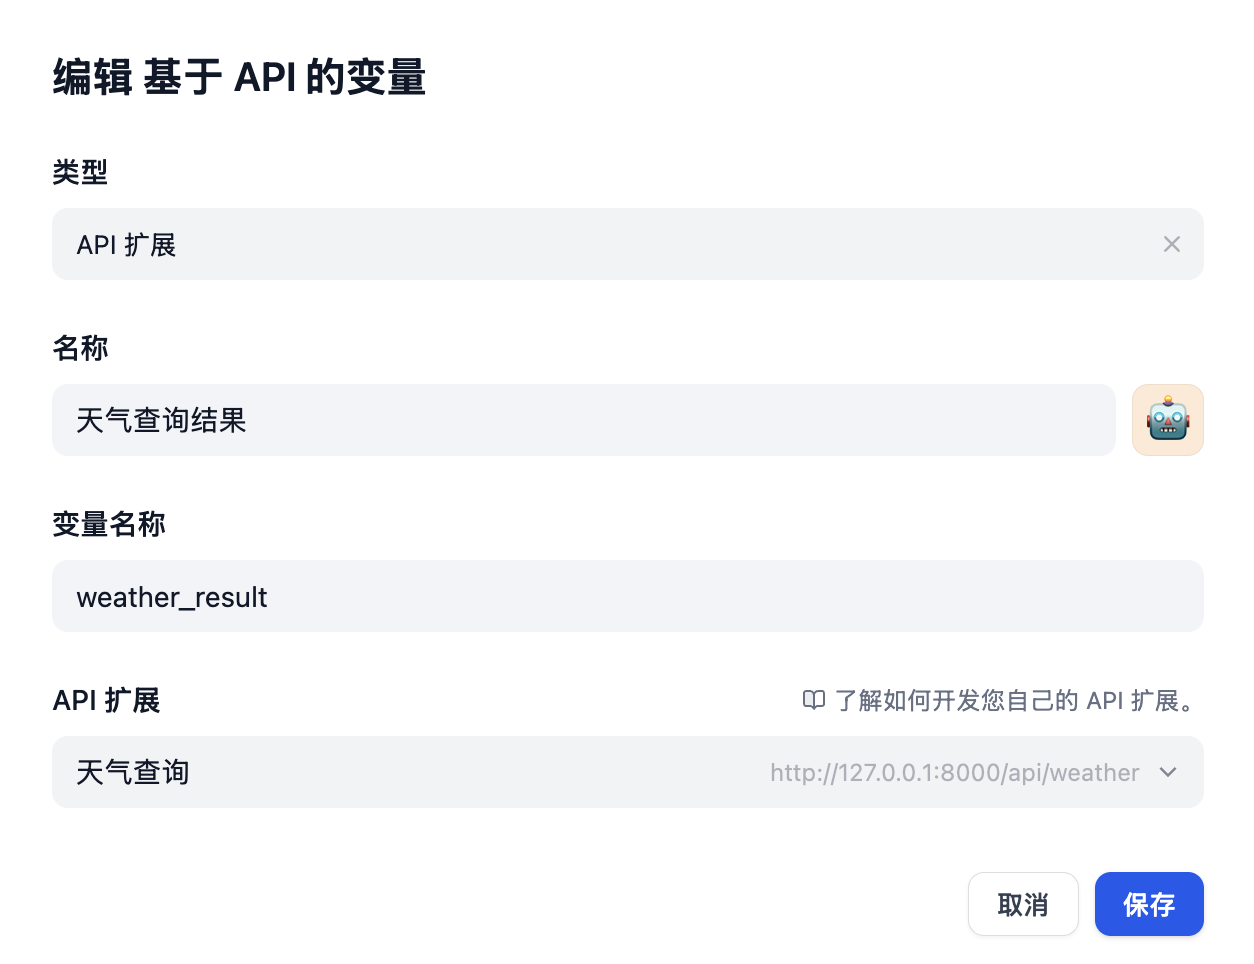 编辑 基于 API 的变量
类型
API 扩展
名称
天气查询结果
变量名称
weather_result
API 扩展
了解如何开发您自己的 API 扩展。
天气查询
http://127.0.0.1:8000/api/weather
取消
保存